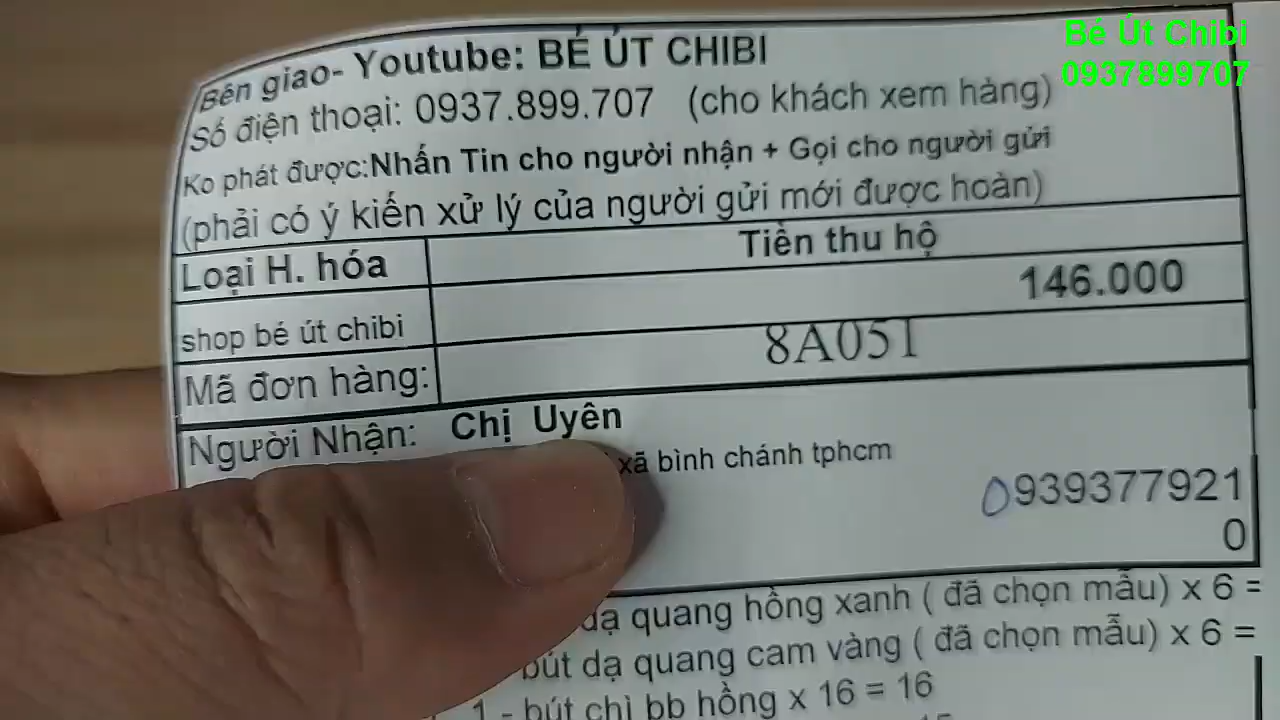 Bé Út Chibi
0937899707
Bên giao- Youtube: BÉ ÚT CHIBI
Số điện thoại: 0937.899.707 (cho khách xem hàng)
Ko phát được:Nhấn Tin cho người nhận + Gọi cho người gửi
(phải có ý kiến xử lý của người gửi mới được hoàn)
Loại H. hóa Tiền thu hộ
shop bé út chibi 146.000
Mã đơn hàng: 8A051
Người Nhận: Chị Uyên
xã bình chánh tphcm
0939377921
0
dạ quang hồng xanh ( đã chọn mẫu) x 6 =
bút dạ quang cam vàng ( đã chọn mẫu) x 6 =
1 - bút chì bb hồng x 16 = 16